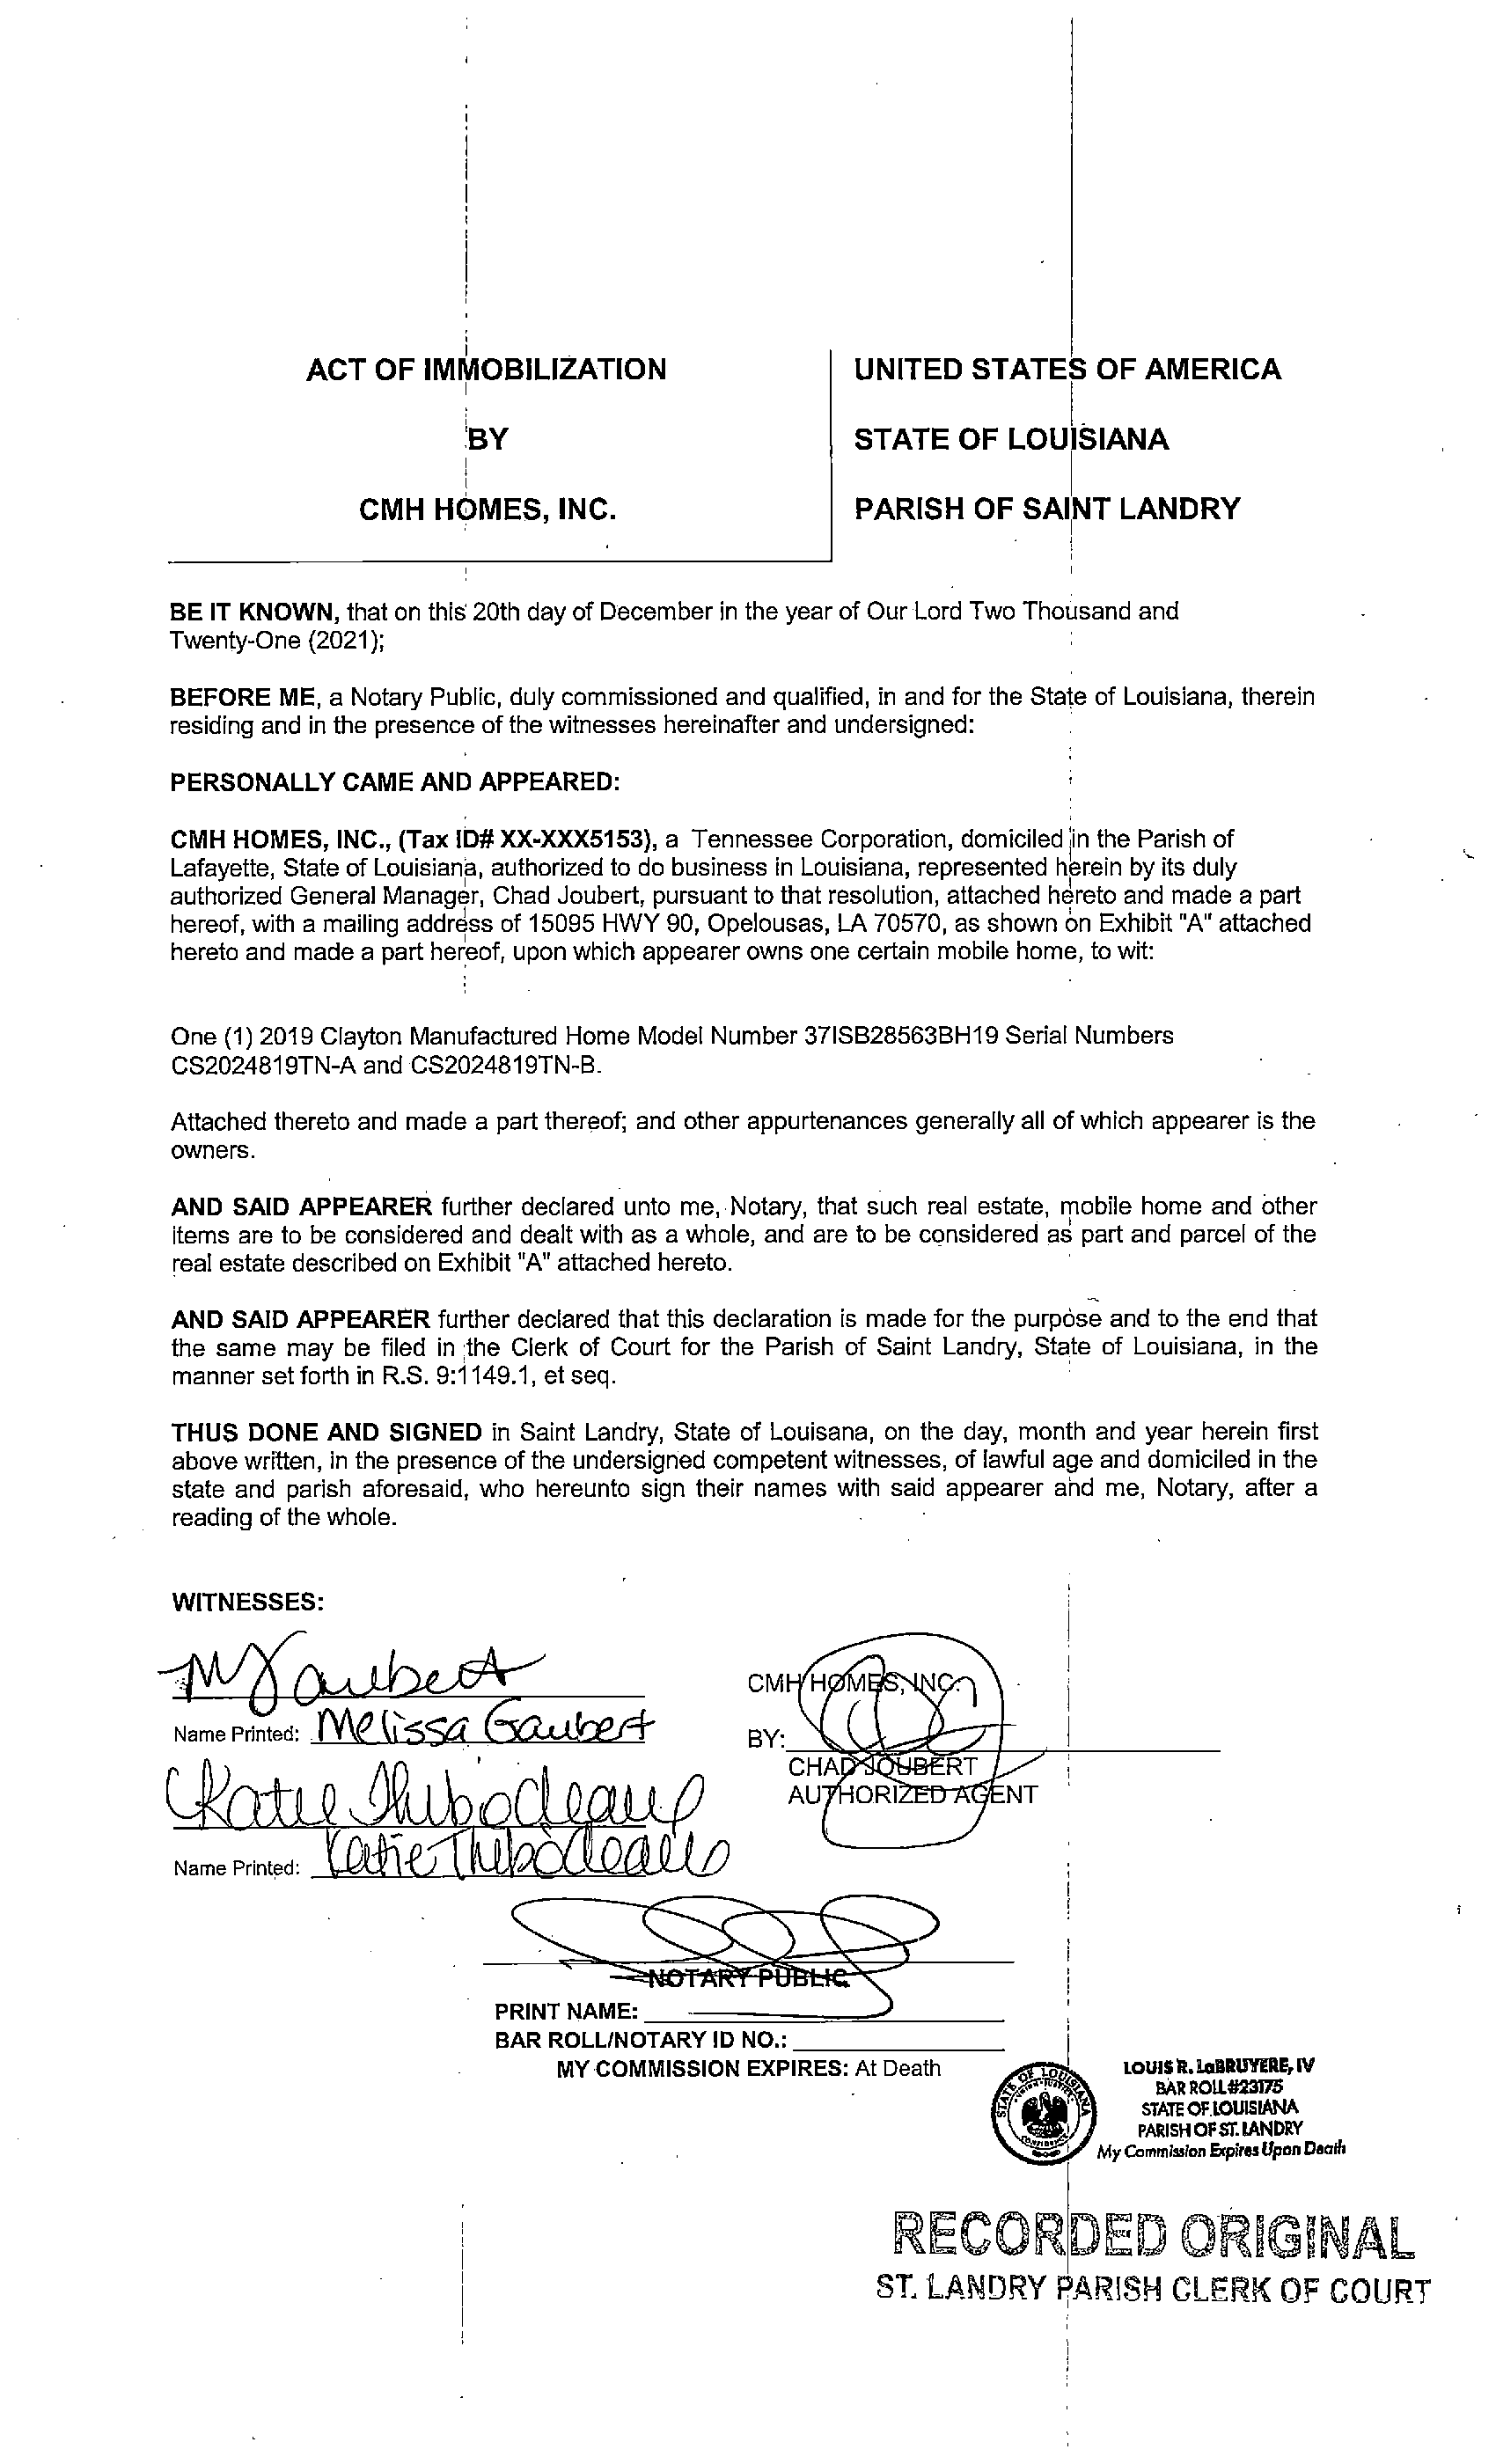 ACT OF IMMOBILIZATION
BY
CMH HOMES, INC.
UNITED STATES OF AMERICA
STATE OF LOUISIANA
PARISH OF SAINT LANDRY
BE IT KNOWN, that on this 20th day of December in the year of Our Lord Two Thousand and
Twenty-One (2021);
BEFORE ME, a Notary Public, duly commissioned and qualified, in and for the State of Louisiana, therein
residing and in the presence of the witnesses hereinafter and undersigned:
PERSONALLY CAME AND APPEARED:
CMH HOMES, INC., (Tax ID# XX-XXX5153), a Tennessee Corporation, domiciled in the Parish of
Lafayette, State of Louisiana, authorized to do business in Louisiana, represented herein by its duly
authorized General Manager, Chad Joubert, pursuant to that resolution, attached hereto and made a part
hereof, with a mailing address of 15095 HWY 90, Opelousas, LA 70570, as shown on Exhibit "A" attached
hereto and made a part hereof, upon which appearer owns one certain mobile home, to wit:
One (1) 2019 Clayton Manufactured Home Model Number 37ISB28563BH19 Serial Numbers
CS2024819TN-A and CS2024819TN-B.
Attached thereto and made a part thereof; and other appurtenances generally all of which appearer is the
owners.
AND SAID APPEARER further declared unto me, Notary, that such real estate, mobile home and other
items are to be considered and dealt with as a whole, and are to be considered as part and parcel of the
real estate described on Exhibit "A" attached hereto.
AND SAID APPEARER further declared that this declaration is made for the purpose and to the end that
the same may be filed in the Clerk of Court for the Parish of Saint Landry, State of Louisiana, in the
manner set forth in R.S. 9:1149.1, et seq.
THUS DONE AND SIGNED in Saint Landry, State of Louisana, on the day, month and year herein first
above written, in the presence of the undersigned competent witnesses, of lawful age and domiciled in the
state and parish aforesaid, who hereunto sign their names with said appearer and me, Notary, after a
reading of the whole.
WITNESSES:
M Gaubert
Name Printed: Melissa Gaubert
Katie Thibodeaux
Name Printed: Katie Thibodeaux
CMH HOMES, INC.
BY:
CHAD JOUBERT
AUTHORIZED AGENT
NOTARY PUBLIC
PRINT NAME:
BAR ROLL/NOTARY ID NO.:
MY COMMISSION EXPIRES: At Death
STATE OF LOUISIANA
LOUIS R. LaBRUYERE, IV
BAR ROLL #23175
STATE OF LOUISIANA
PARISH OF ST. LANDRY
My Commission Expires Upon Death
RECORDED ORIGINAL
ST. LANDRY PARISH CLERK OF COURT